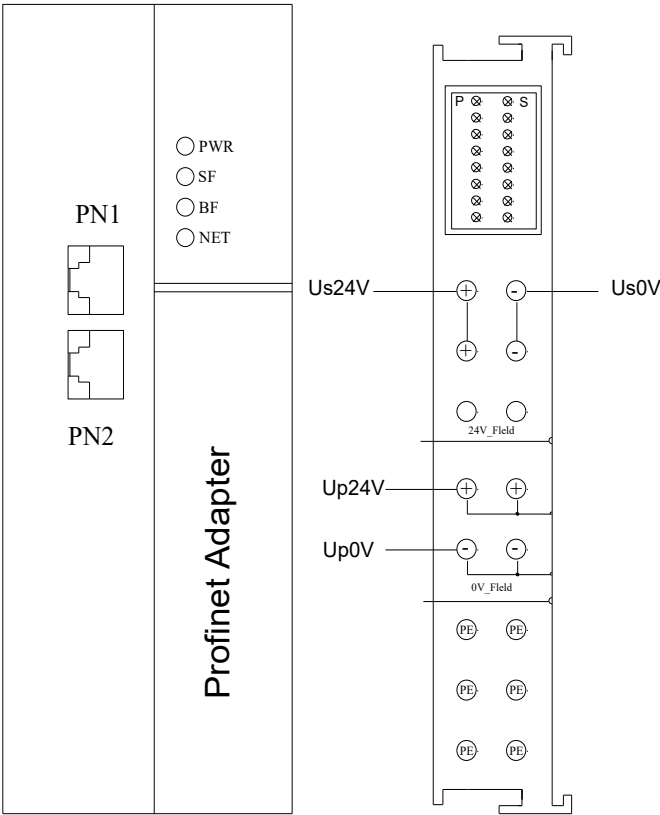 PWR
SF
BF
NET
PN1
PN2
Profinet Adapter
P S
Us24V + - Us0V
+ -
24V_Fleld
Up24V + +
Up0V - -
0V_Fleld
PE PE
PE PE
PE PE